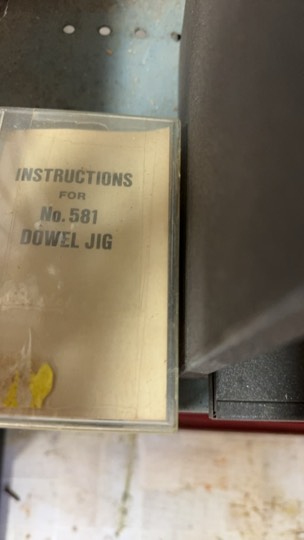 INSTRUCTIONS
FOR
No. 581
DOWEL JIG